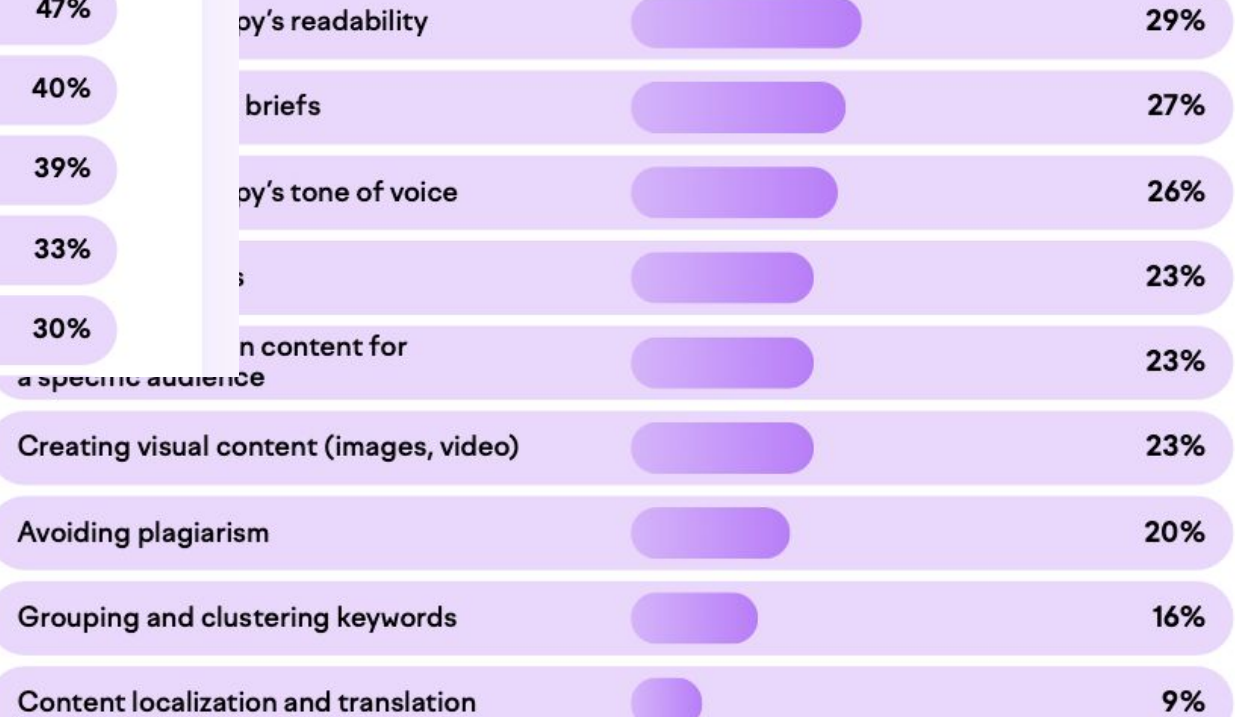 47%
40%
39%
33%
30%
py's readability 29%
briefs 27%
py's tone of voice 26%
s 23%
n content for
a specific audience 23%
Creating visual content (images, video) 23%
Avoiding plagiarism 20%
Grouping and clustering keywords 16%
Content localization and translation 9%